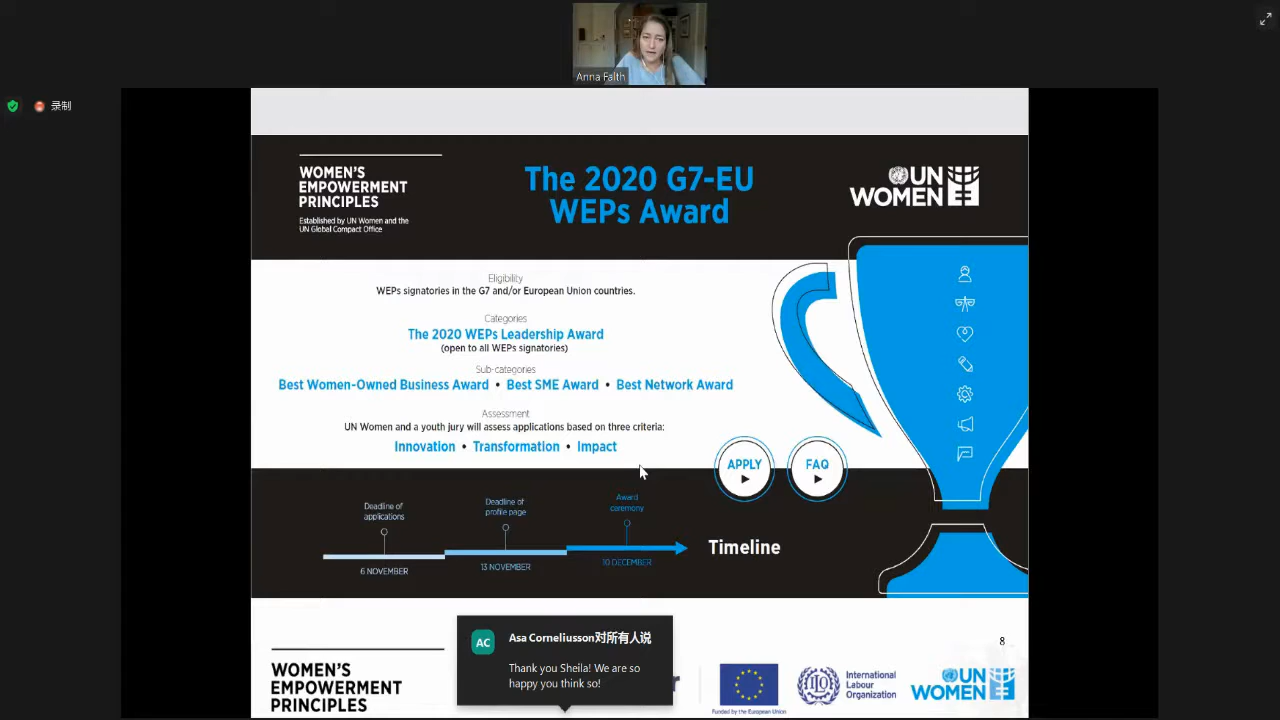 Anna Falth
录制
WOMEN'S
EMPOWERMENT
PRINCIPLES
Established by UN Women and the
UN Global Compact Office
The 2020 G7-EU
WEPs Award
UN
WOMEN
Eligibility
WEPs signatories in the G7 and/or European Union countries.
Categories
The 2020 WEPs Leadership Award
(open to all WEPs signatories)
Sub-categories
Best Women-Owned Business Award • Best SME Award • Best Network Award
Assessment
UN Women and a youth jury will assess applications based on three criteria:
Innovation • Transformation • Impact
APPLY
FAQ
Deadline of
applications
Deadline of
profile page
Award
ceremony
6 NOVEMBER
13 NOVEMBER
10 DECEMBER
Timeline
AC
Asa Corneliusson对所有人说
Thank you Sheila! We are so
happy you think so!
8
WOMEN'S
EMPOWERMENT
PRINCIPLES
Funded by the European Union
ILO
International
Labour
Organization
UN
WOMEN